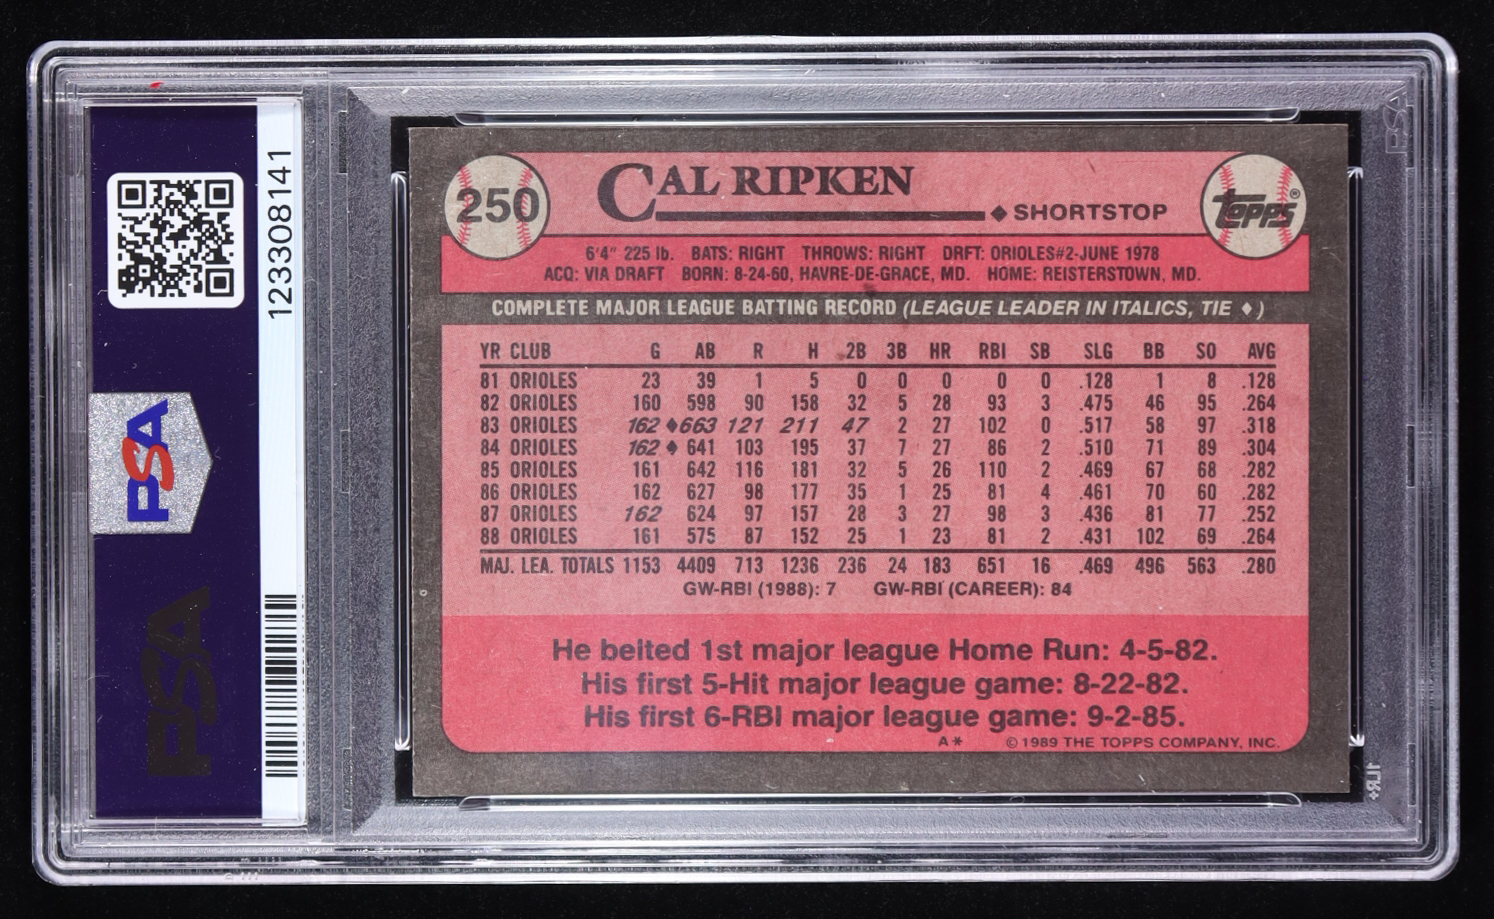 250
CAL RIPKEN
◆ SHORTSTOP
Topps®
6'4" 225 lb. BATS: RIGHT THROWS: RIGHT DRFT: ORIOLES#2-JUNE 1978
ACQ: VIA DRAFT BORN: 8-24-60, HAVRE-DE-GRACE, MD. HOME: REISTERSTOWN, MD.
COMPLETE MAJOR LEAGUE BATTING RECORD (LEAGUE LEADER IN ITALICS, TIE ♦)
YR CLUB G AB R H 2B 3B HR RBI SB SLG BB SO AVG
81 ORIOLES 23 39 1 5 0 0 0 0 0 .128 1 8 .128
82 ORIOLES 160 598 90 158 32 5 28 93 3 .475 46 95 .264
83 ORIOLES 162 ♦663 121 211 47 2 27 102 0 .517 58 97 .318
84 ORIOLES 162 ♦ 641 103 195 37 7 27 86 2 .510 71 89 .304
85 ORIOLES 161 642 116 181 32 5 26 110 2 .469 67 68 .282
86 ORIOLES 162 627 98 177 35 1 25 81 4 .461 70 60 .282
87 ORIOLES 162 624 97 157 28 3 27 98 3 .436 81 77 .252
88 ORIOLES 161 575 87 152 25 1 23 81 2 .431 102 69 .264
MAJ. LEA. TOTALS 1153 4409 713 1236 236 24 183 651 16 .469 496 563 .280
GW-RBI (1988): 7 GW-RBI (CAREER): 84
He belted 1st major league Home Run: 4-5-82.
His first 5-Hit major league game: 8-22-82.
His first 6-RBI major league game: 9-2-85.
A* © 1989 THE TOPPS COMPANY, INC.
123308141
PSA
PSA
PSA
1LR+